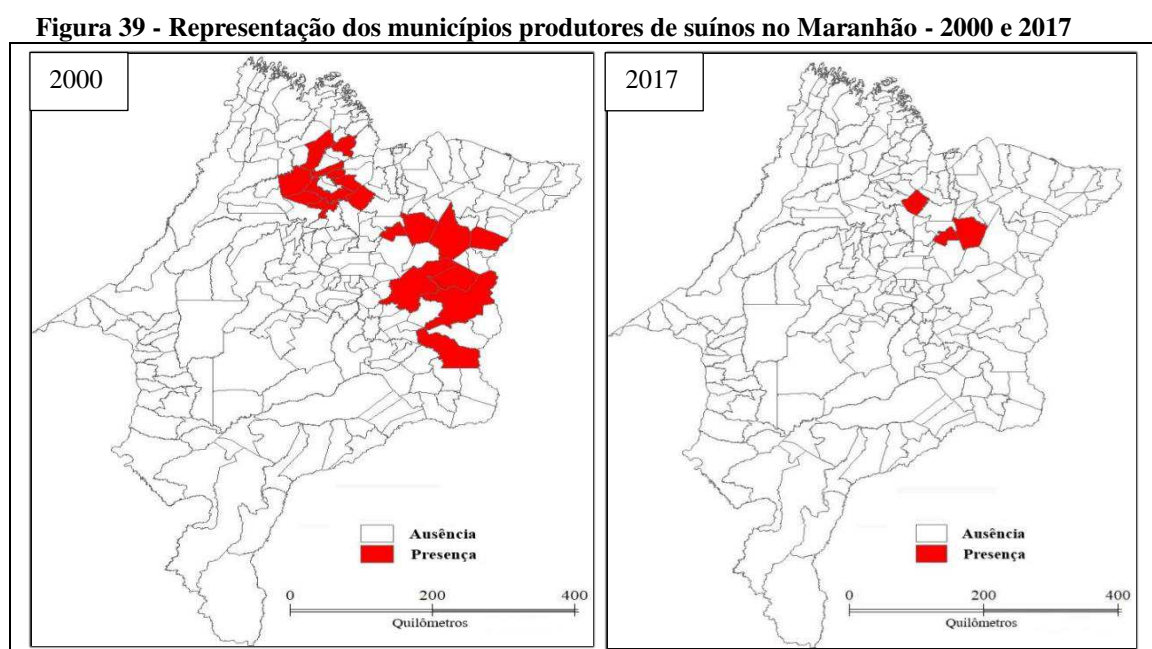 Figura 39 - Representação dos municípios produtores de suínos no Maranhão - 2000 e 2017
2000
Ausência
Presença
0 200 400
Quilômetros
2017
Ausência
Presença
0 200 400
Quilômetros